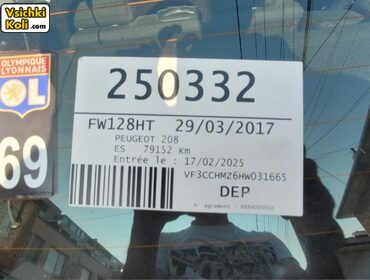 Vsichki
Koli.com
OLYMPIQUE
LYONNAIS
OL
69
250332
FW128HT 29/03/2017
PEUGEOT 208
ES 79152 Km
Entrée le : 17/02/2025
VF3CCHMZ6HW031665
DEP
n° agrement :